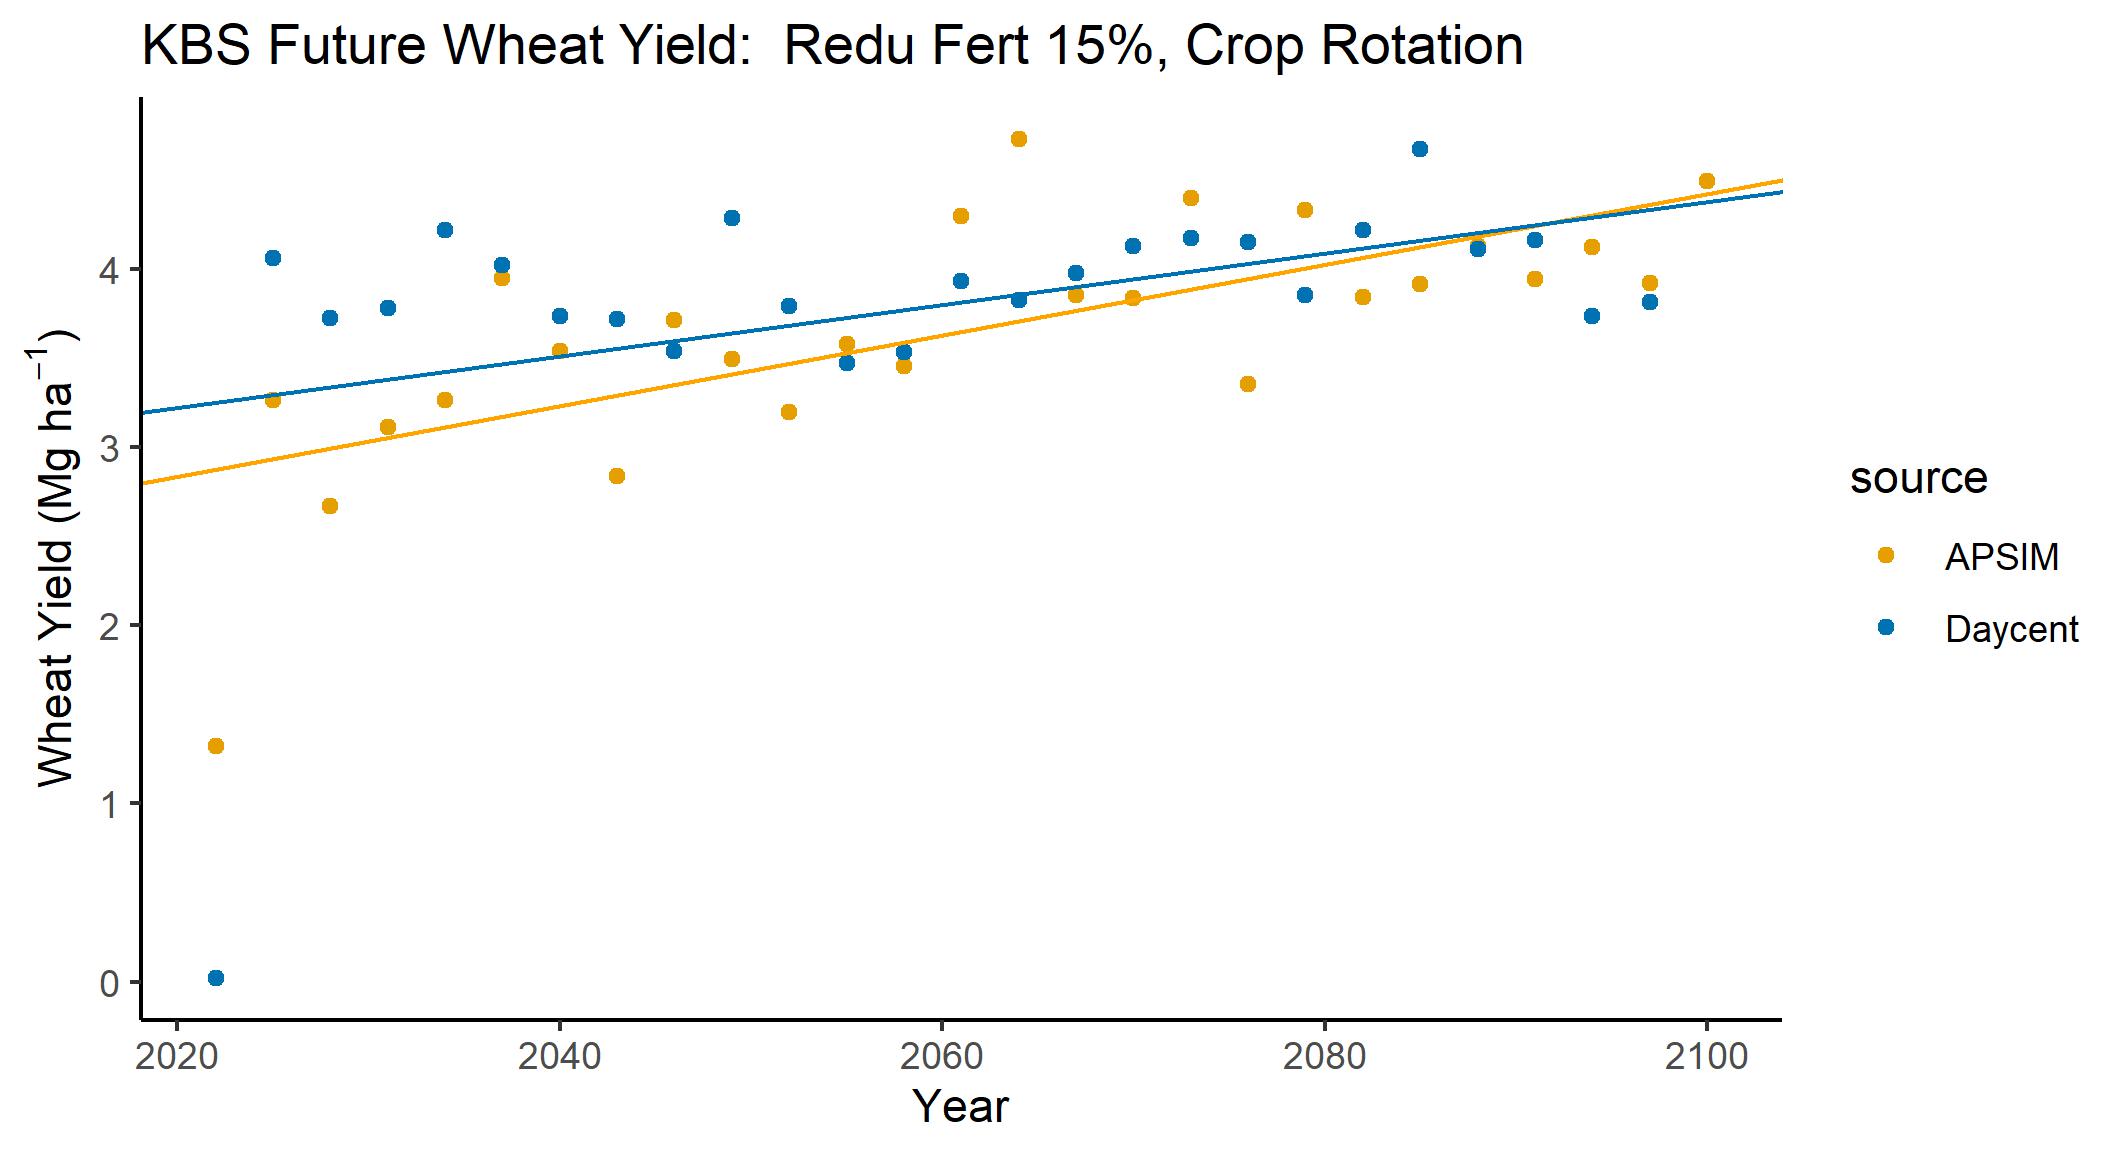 KBS Future Wheat Yield:  Redu Fert 15%, Crop Rotation
Wheat Yield (Mg ha⁻¹)
4
3
2
1
0
2020 2040 2060 2080 2100
Year
source
APSIM
Daycent